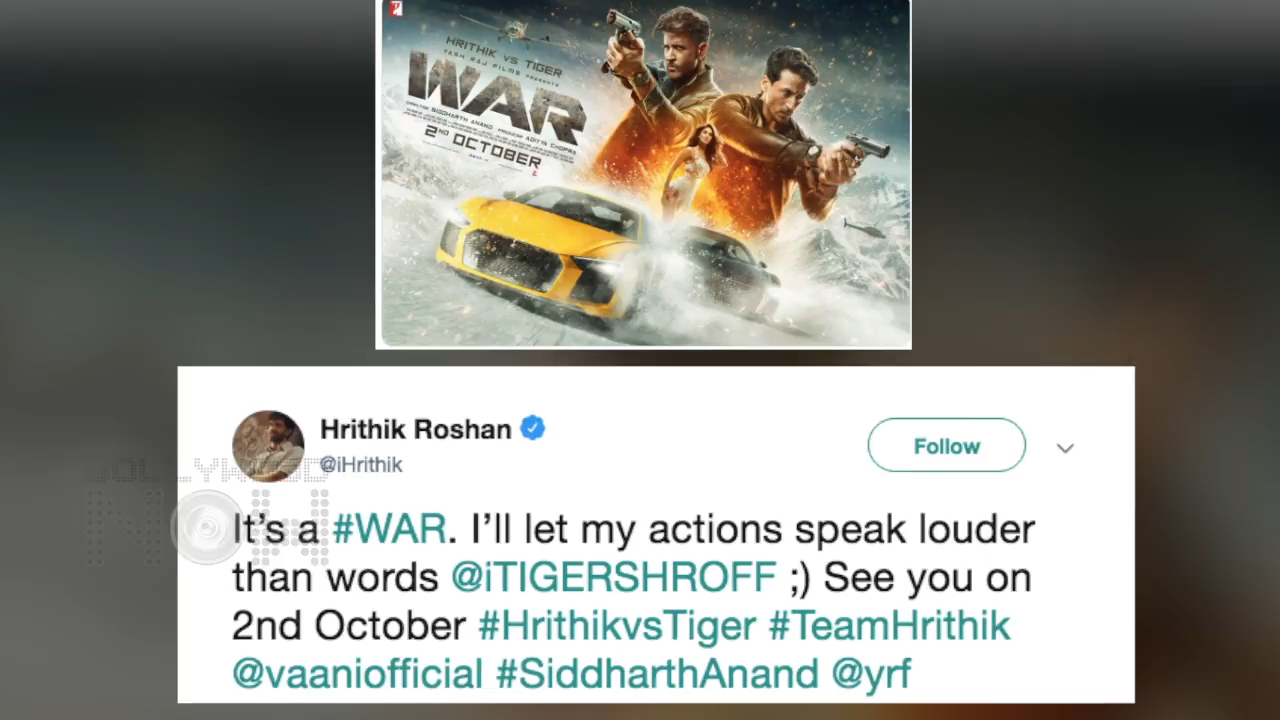 HRITHIK VS TIGER
YASH RAJ FILMS PRESENTS
WAR
DIRECTOR SIDDHARTH ANAND PRODUCER ADITYA CHOPRA
2ND OCTOBER
Hrithik Roshan
@iHrithik
Follow
BOLLYWOOD
NOW
It's a #WAR. I'll let my actions speak louder
than words @iTIGERSHROFF ;) See you on
2nd October #HrithikvsTiger #TeamHrithik
@vaaniofficial #SiddharthAnand @yrf